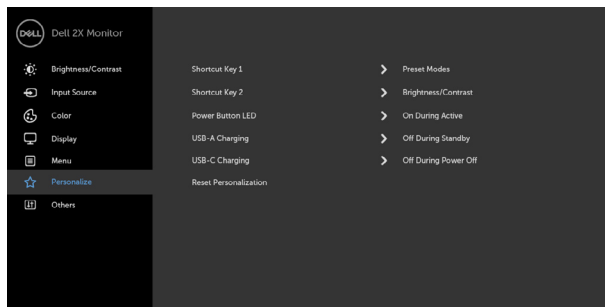 DELL Dell 2X Monitor
Brightness/Contrast Shortcut Key 1 Preset Modes
Input Source Shortcut Key 2 Brightness/Contrast
Color Power Button LED On During Active
Display USB-A Charging Off During Standby
Menu USB-C Charging Off During Power Off
Personalize Reset Personalization
Others